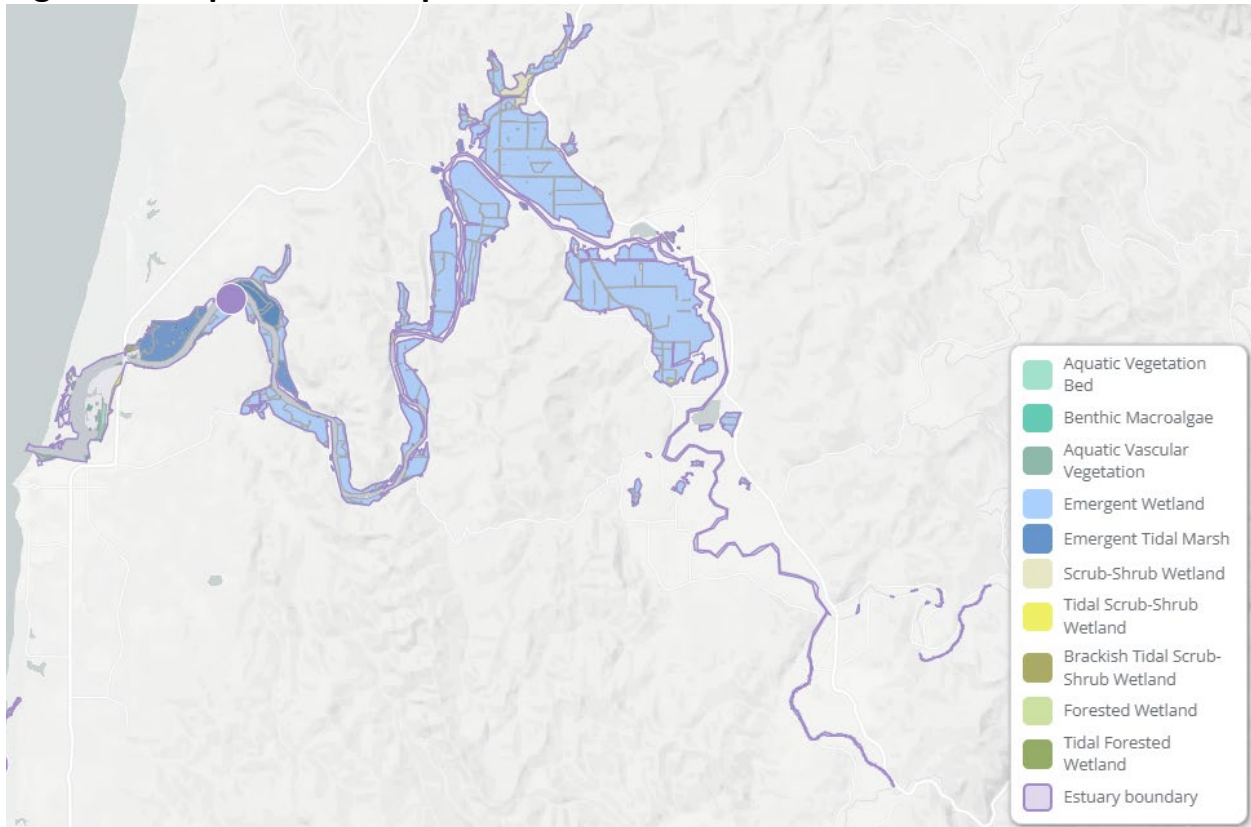 Aquatic Vegetation
Bed
Benthic Macroalgae
Aquatic Vascular
Vegetation
Emergent Wetland
Emergent Tidal Marsh
Scrub-Shrub Wetland
Tidal Scrub-Shrub
Wetland
Brackish Tidal Scrub-
Shrub Wetland
Forested Wetland
Tidal Forested
Wetland
Estuary boundary